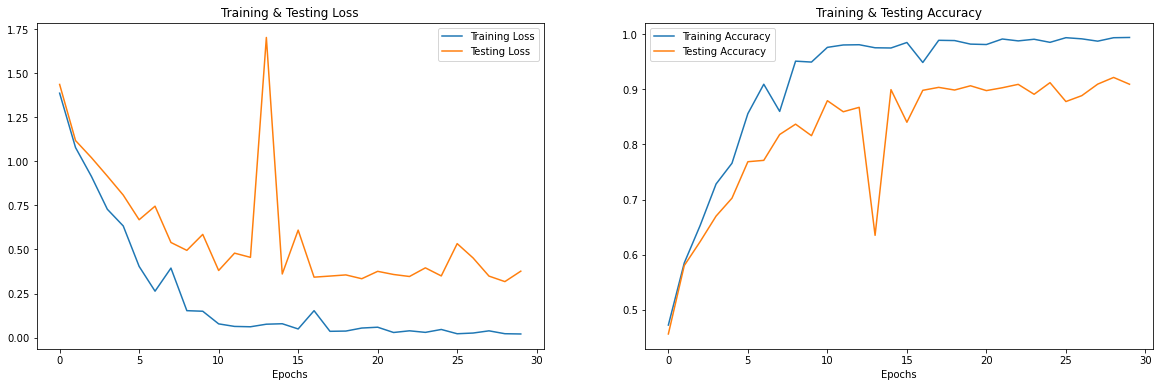 Training & Testing Loss
Training Loss
Testing Loss
1.75
1.50
1.25
1.00
0.75
0.50
0.25
0.00
0 5 10 15 20 25 30
Epochs
Training & Testing Accuracy
Training Accuracy
Testing Accuracy
1.0
0.9
0.8
0.7
0.6
0.5
0 5 10 15 20 25 30
Epochs